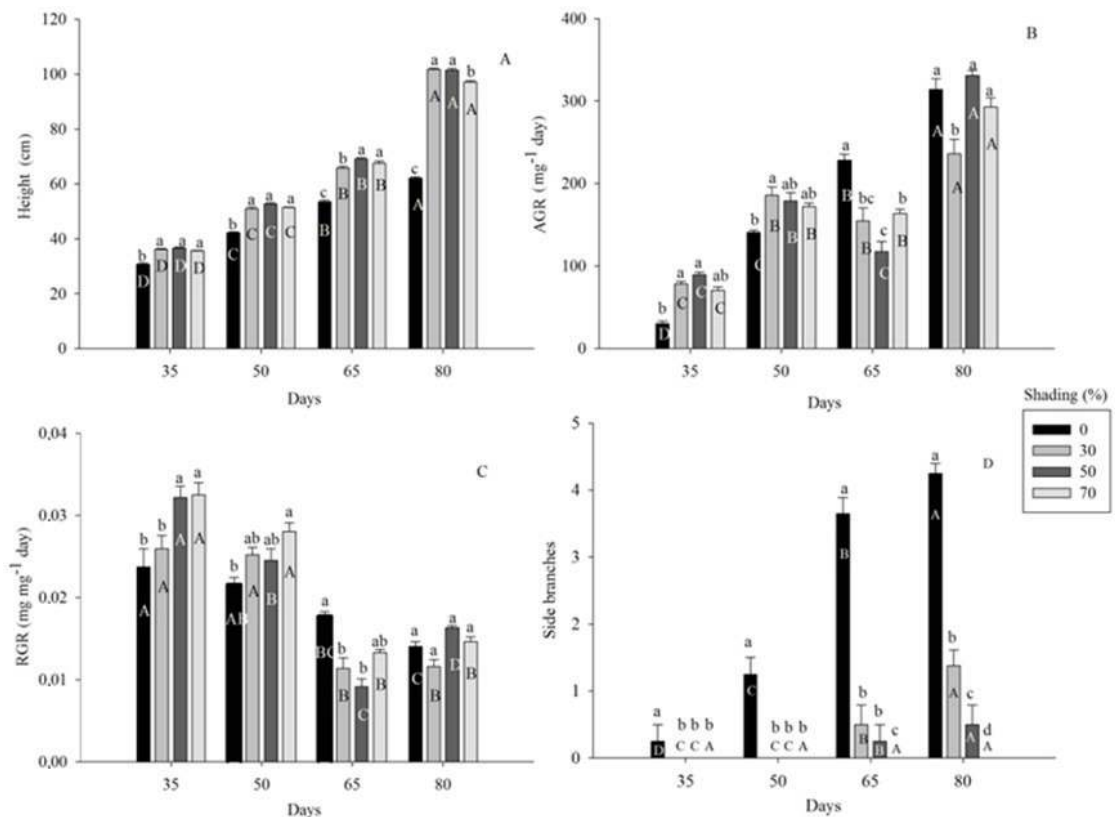 A
Height (cm)
120
100
80
60
40
20
0
b a a a
D D D D
b a a a
C C C C
c b a a
B B B B
c a a b
A A A A
35 50 65 80
Days
B
AGR (mg⁻¹ day)
400
300
200
100
0
b a a ab
D C C C
b a ab ab
C B B B
a bc c b
B B C B
a b a a
A A A A
35 50 65 80
Days
C
RGR (mg mg⁻¹ day)
0,04
0,03
0,02
0,01
0,00
b b a a
A A A A
b ab ab a
AB A B A
a b b ab
BC B C B
a a a a
C B D B
35 50 65 80
Days
Shading (%)
0
30
50
70
D
Side branches
5
4
3
2
1
0
a b b b
D C C A
a b b b
C C C A
a b b c
B B B A
a b c d
A A A A
35 50 65 80
Days